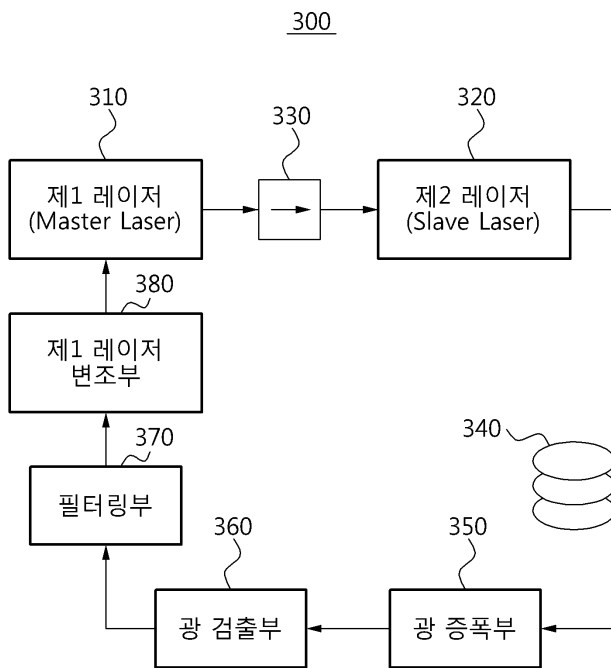 300
310
330
320
제1 레이저
(Master Laser)
제2 레이저
(Slave Laser)
380
제1 레이저
변조부
370
340
필터링부
360
350
광 검출부
광 증폭부